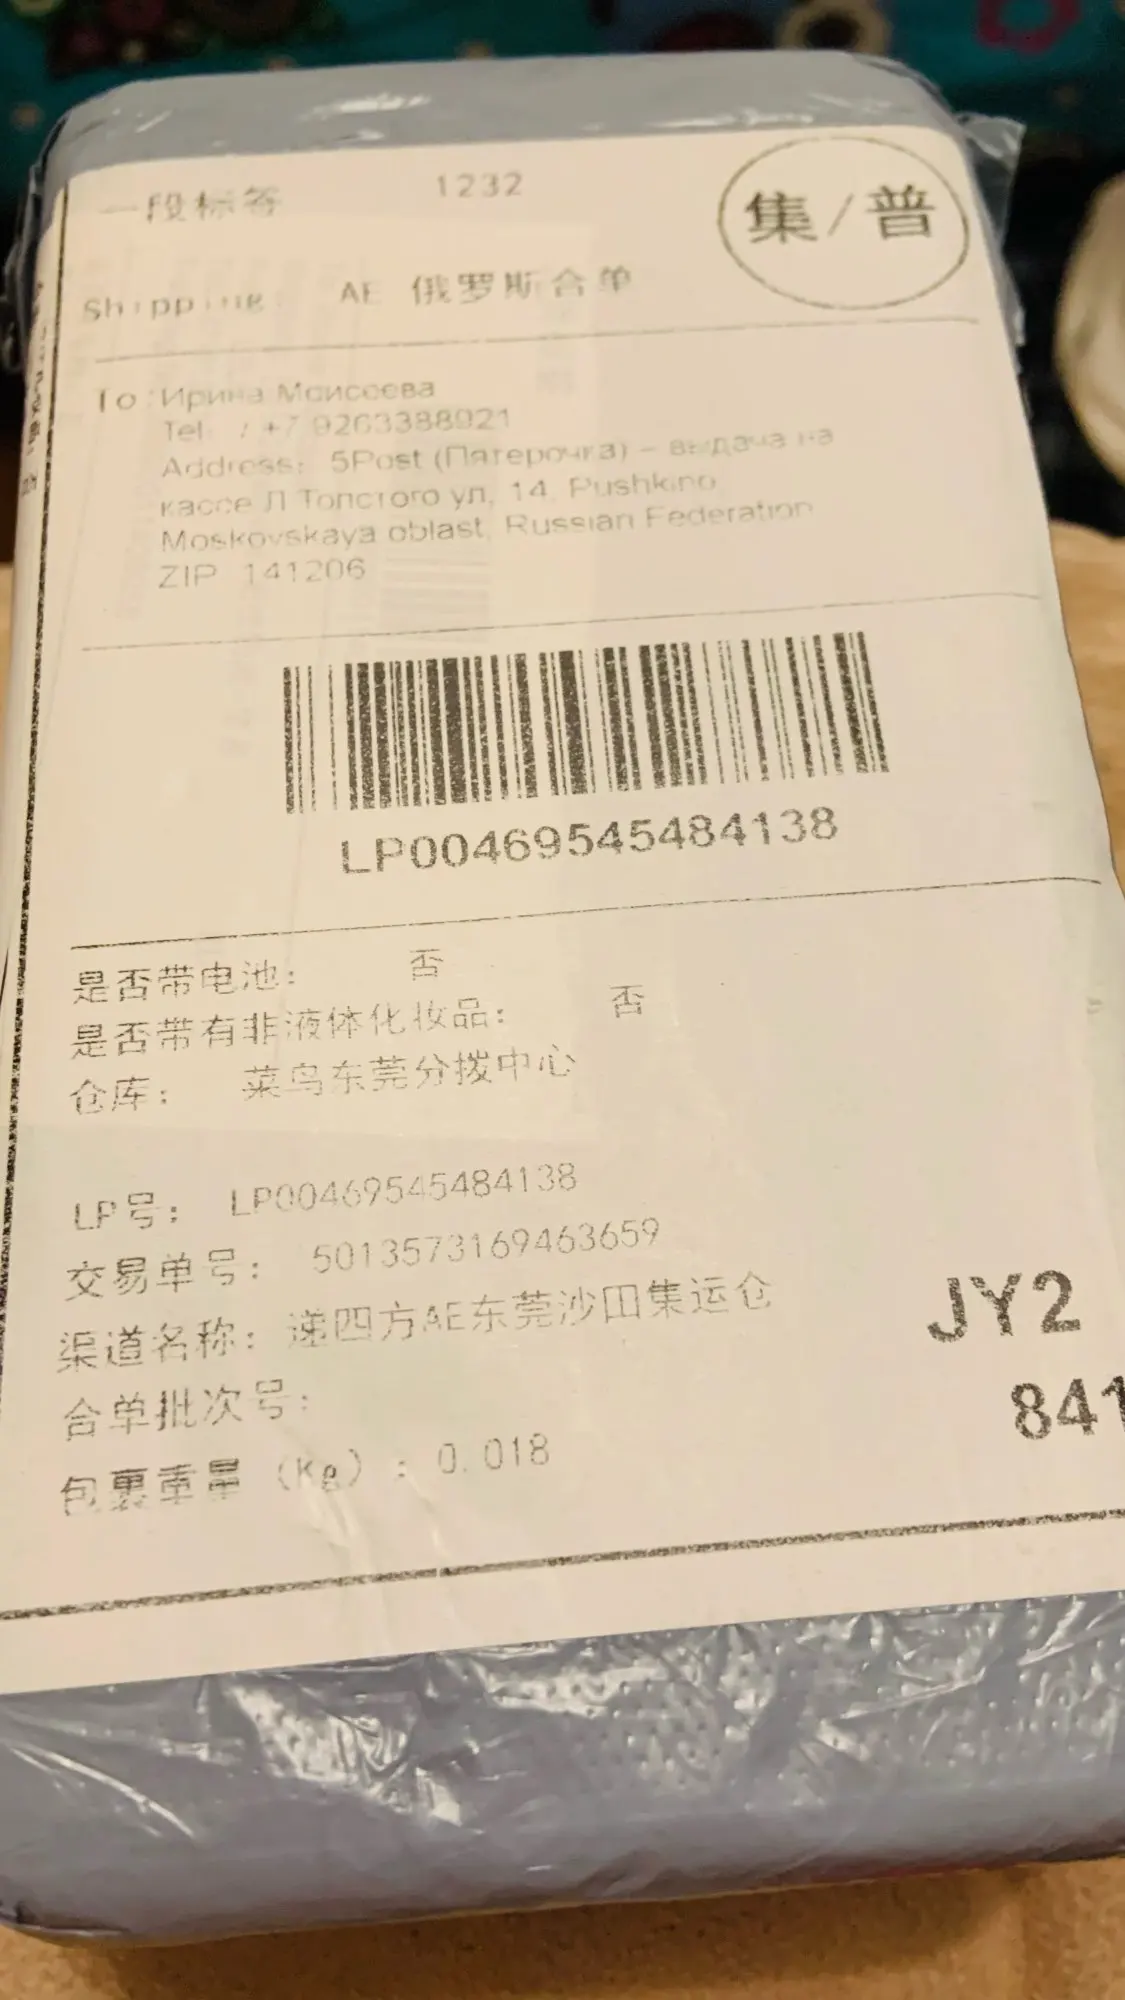 一段标签 1232
集/普
Shipping: AE 俄罗斯合单
To:Ирина Моисеева
Tel: / +7 9263388921
Address: 5Post (Пятерочка) – выдача на
кассе Л Толстого ул, 14, Pushkino,
Moskovskaya oblast, Russian Federation
ZIP 141206
LP00469545484138
是否带电池: 否
是否带有非液体化妆品: 否
仓库: 菜鸟东莞分拨中心
LP号: LP00469545484138
交易单号: 5013573169463659
渠道名称: 递四方AE东莞沙田集运仓
JY2
合单批次号:
841
包裹重量 (Kg) : 0.018